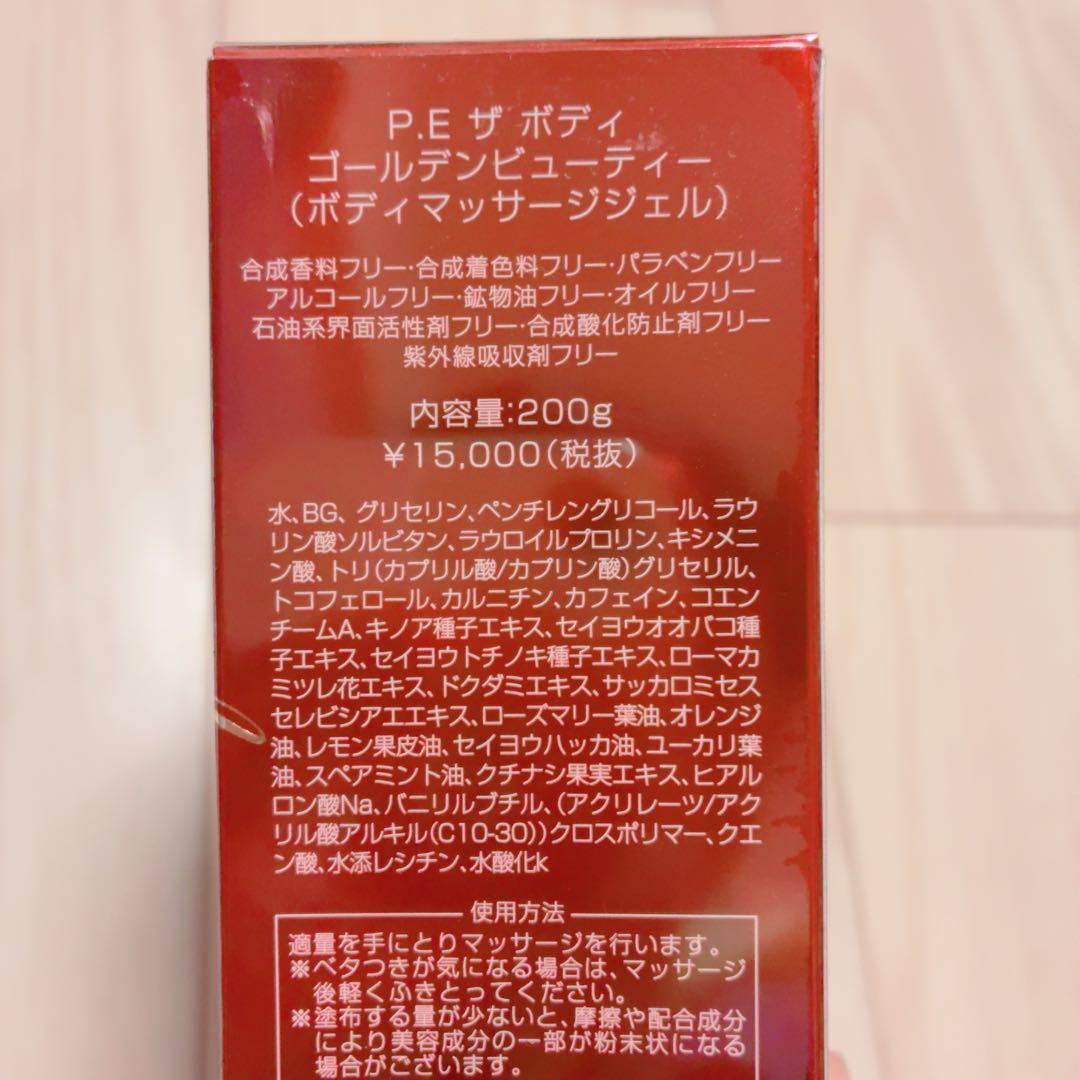 P.E ザ ボディ
ゴールデンビューティー
（ボディマッサージジェル）
合成香料フリー・合成着色料フリー・パラベンフリー
アルコールフリー・鉱物油フリー・オイルフリー
石油系界面活性剤フリー・合成酸化防止剤フリー
紫外線吸収剤フリー
内容量:200g
¥15,000(税抜)
水、BG、グリセリン、ペンチレングリコール、ラウ
リン酸ソルビタン、ラウロイルプロリン、キシメニ
ン酸、トリ(カプリル酸/カプリン酸)グリセリル、
トコフェロール、カルニチン、カフェイン、コエン
チームA、キノア種子エキス、セイヨウオオバコ種
子エキス、セイヨウトチノキ種子エキス、ローマカ
ミツレ花エキス、ドクダミエキス、サッカロミセス
セレビシアエエキス、ローズマリー葉油、オレンジ
油、レモン果皮油、セイヨウハッカ油、ユーカリ葉
油、スペアミント油、クチナシ果実エキス、ヒアル
ロン酸Na、バニリルブチル、(アクリレーツ/アク
リル酸アルキル(C10-30))クロスポリマー、クエ
ン酸、水添レシチン、水酸化k
使用方法
適量を手にとりマッサージを行います。
※ベタつきが気になる場合は、マッサージ
後軽くふきとってください。
※塗布する量が少ないと、摩擦や配合成分
により美容成分の一部が粉末状になる
場合がございます。